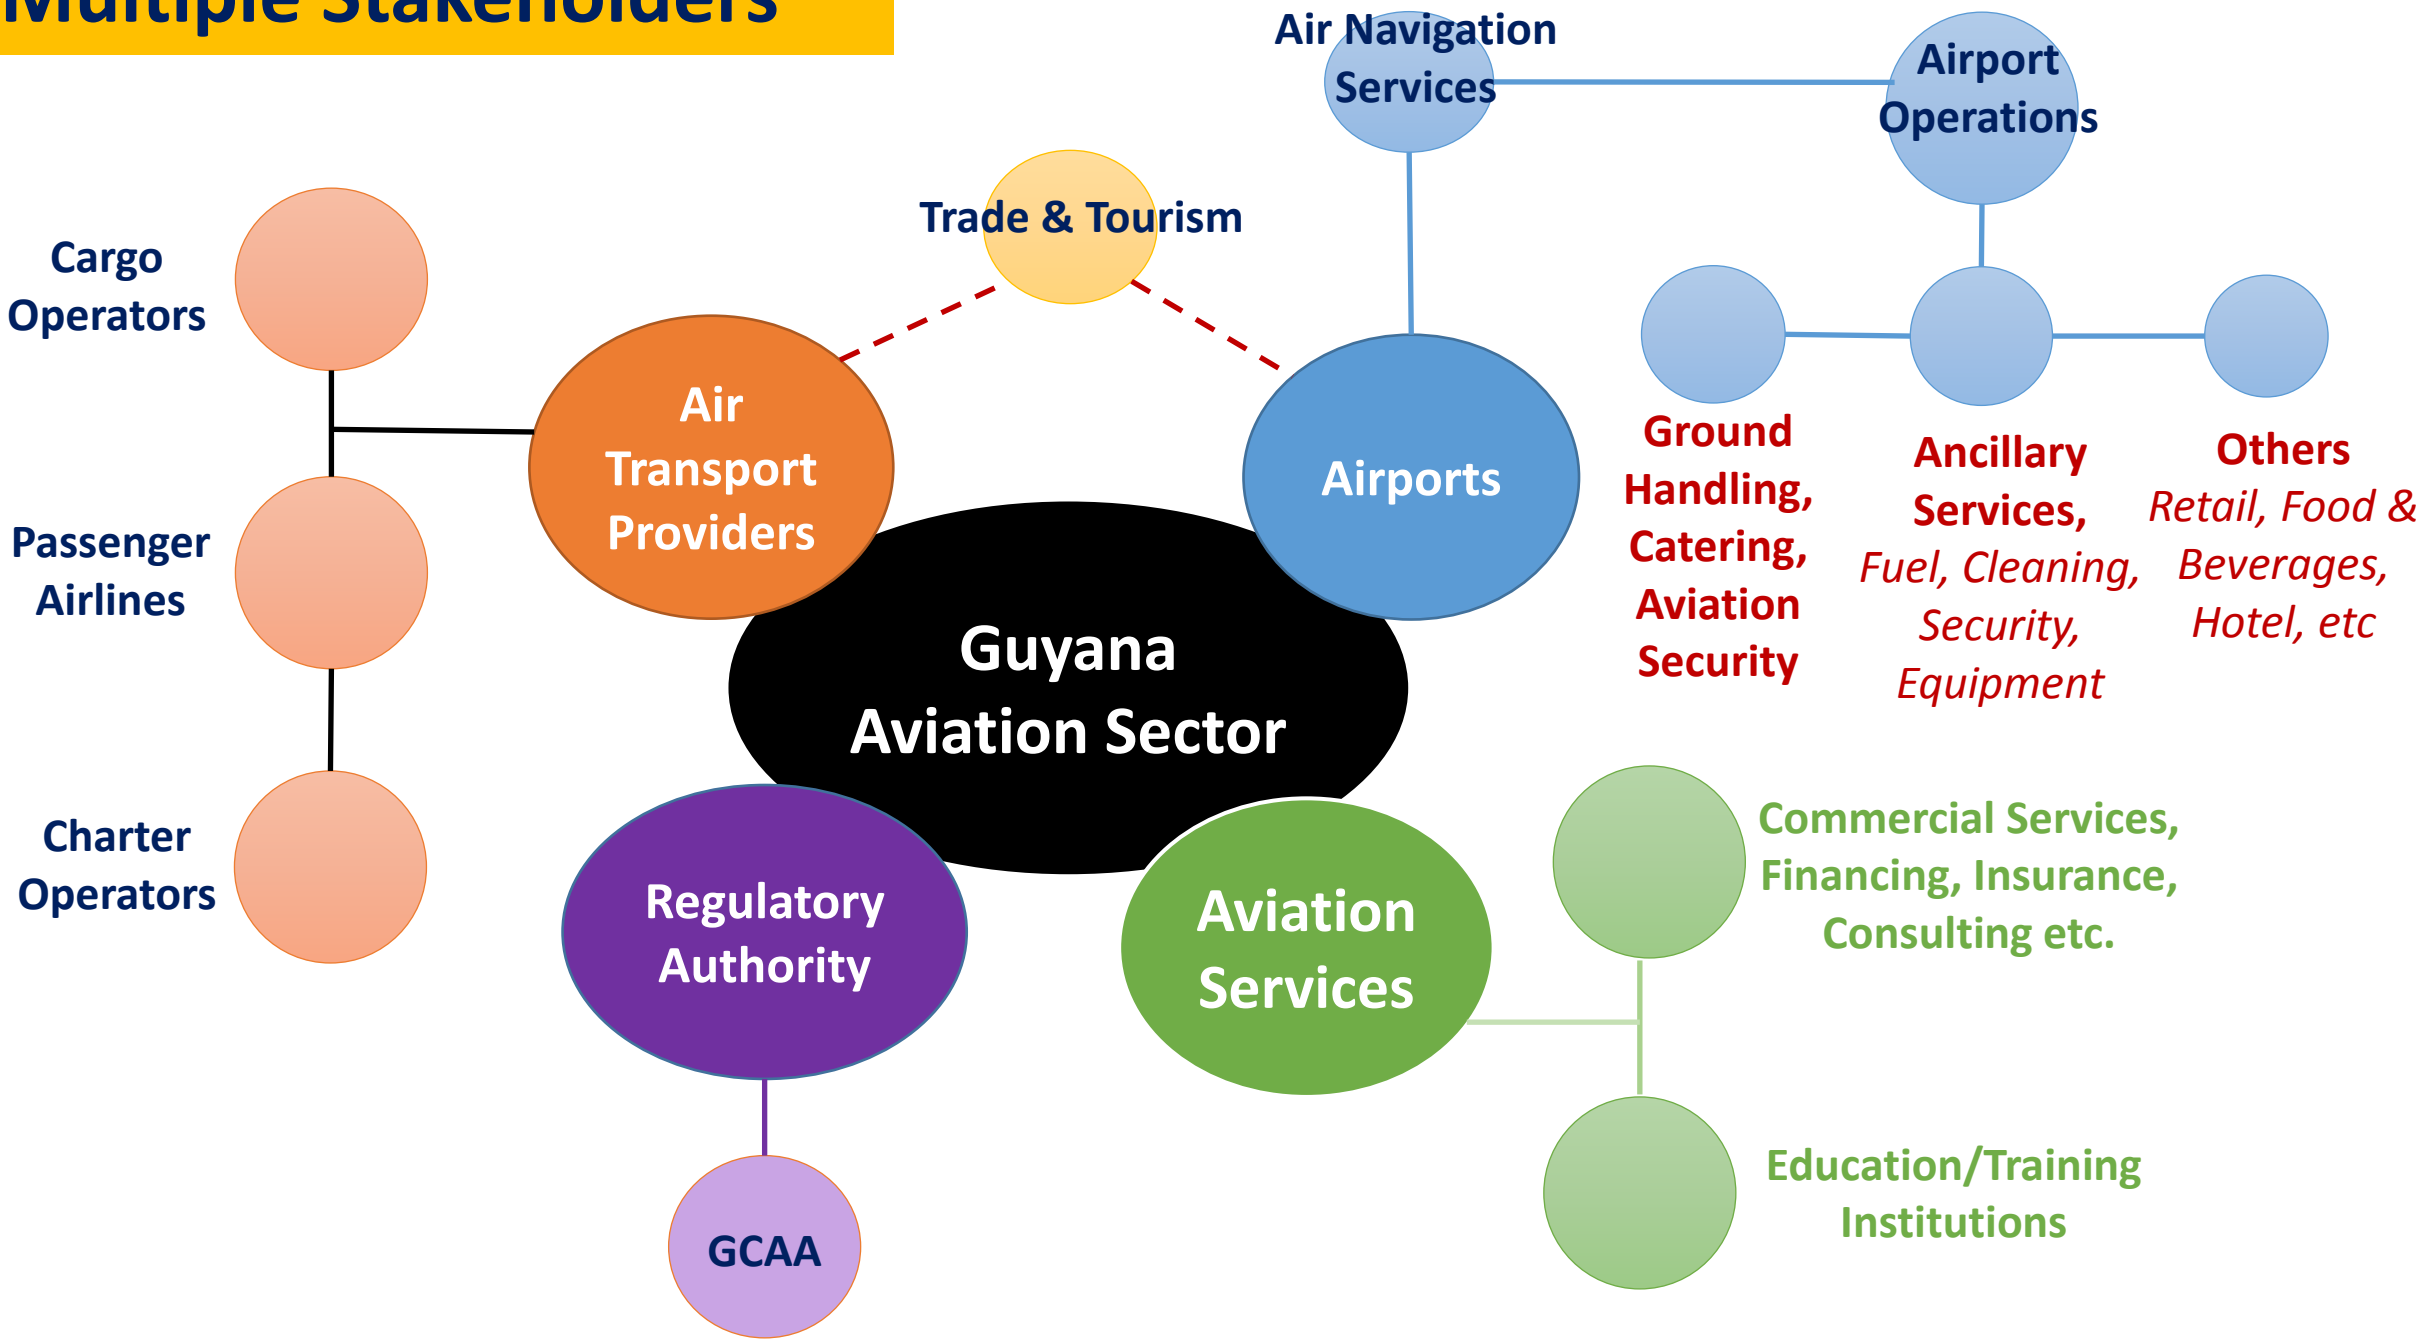 Multiple Stakeholders
Air Navigation
Services
Airport
Operations
Trade & Tourism
Cargo
Operators
Passenger
Airlines
Charter
Operators
Air
Transport
Providers
Airports
Ground
Handling,
Catering,
Aviation
Security
Ancillary
Services,
Fuel, Cleaning,
Security,
Equipment
Others
Retail, Food &
Beverages,
Hotel, etc
Guyana
Aviation Sector
Regulatory
Authority
Aviation
Services
Commercial Services,
Financing, Insurance,
Consulting etc.
Education/Training
Institutions
GCAA